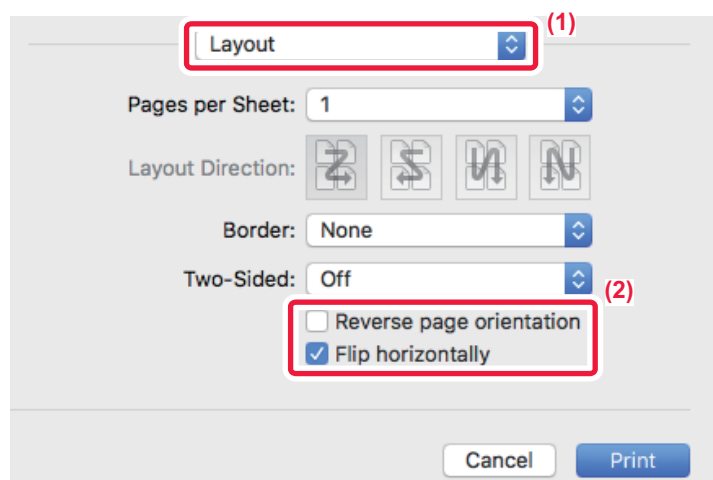 (1)
Layout
Pages per Sheet: 1
Layout Direction:
Border: None
Two-Sided: Off
(2)
Reverse page orientation
Flip horizontally
Cancel Print